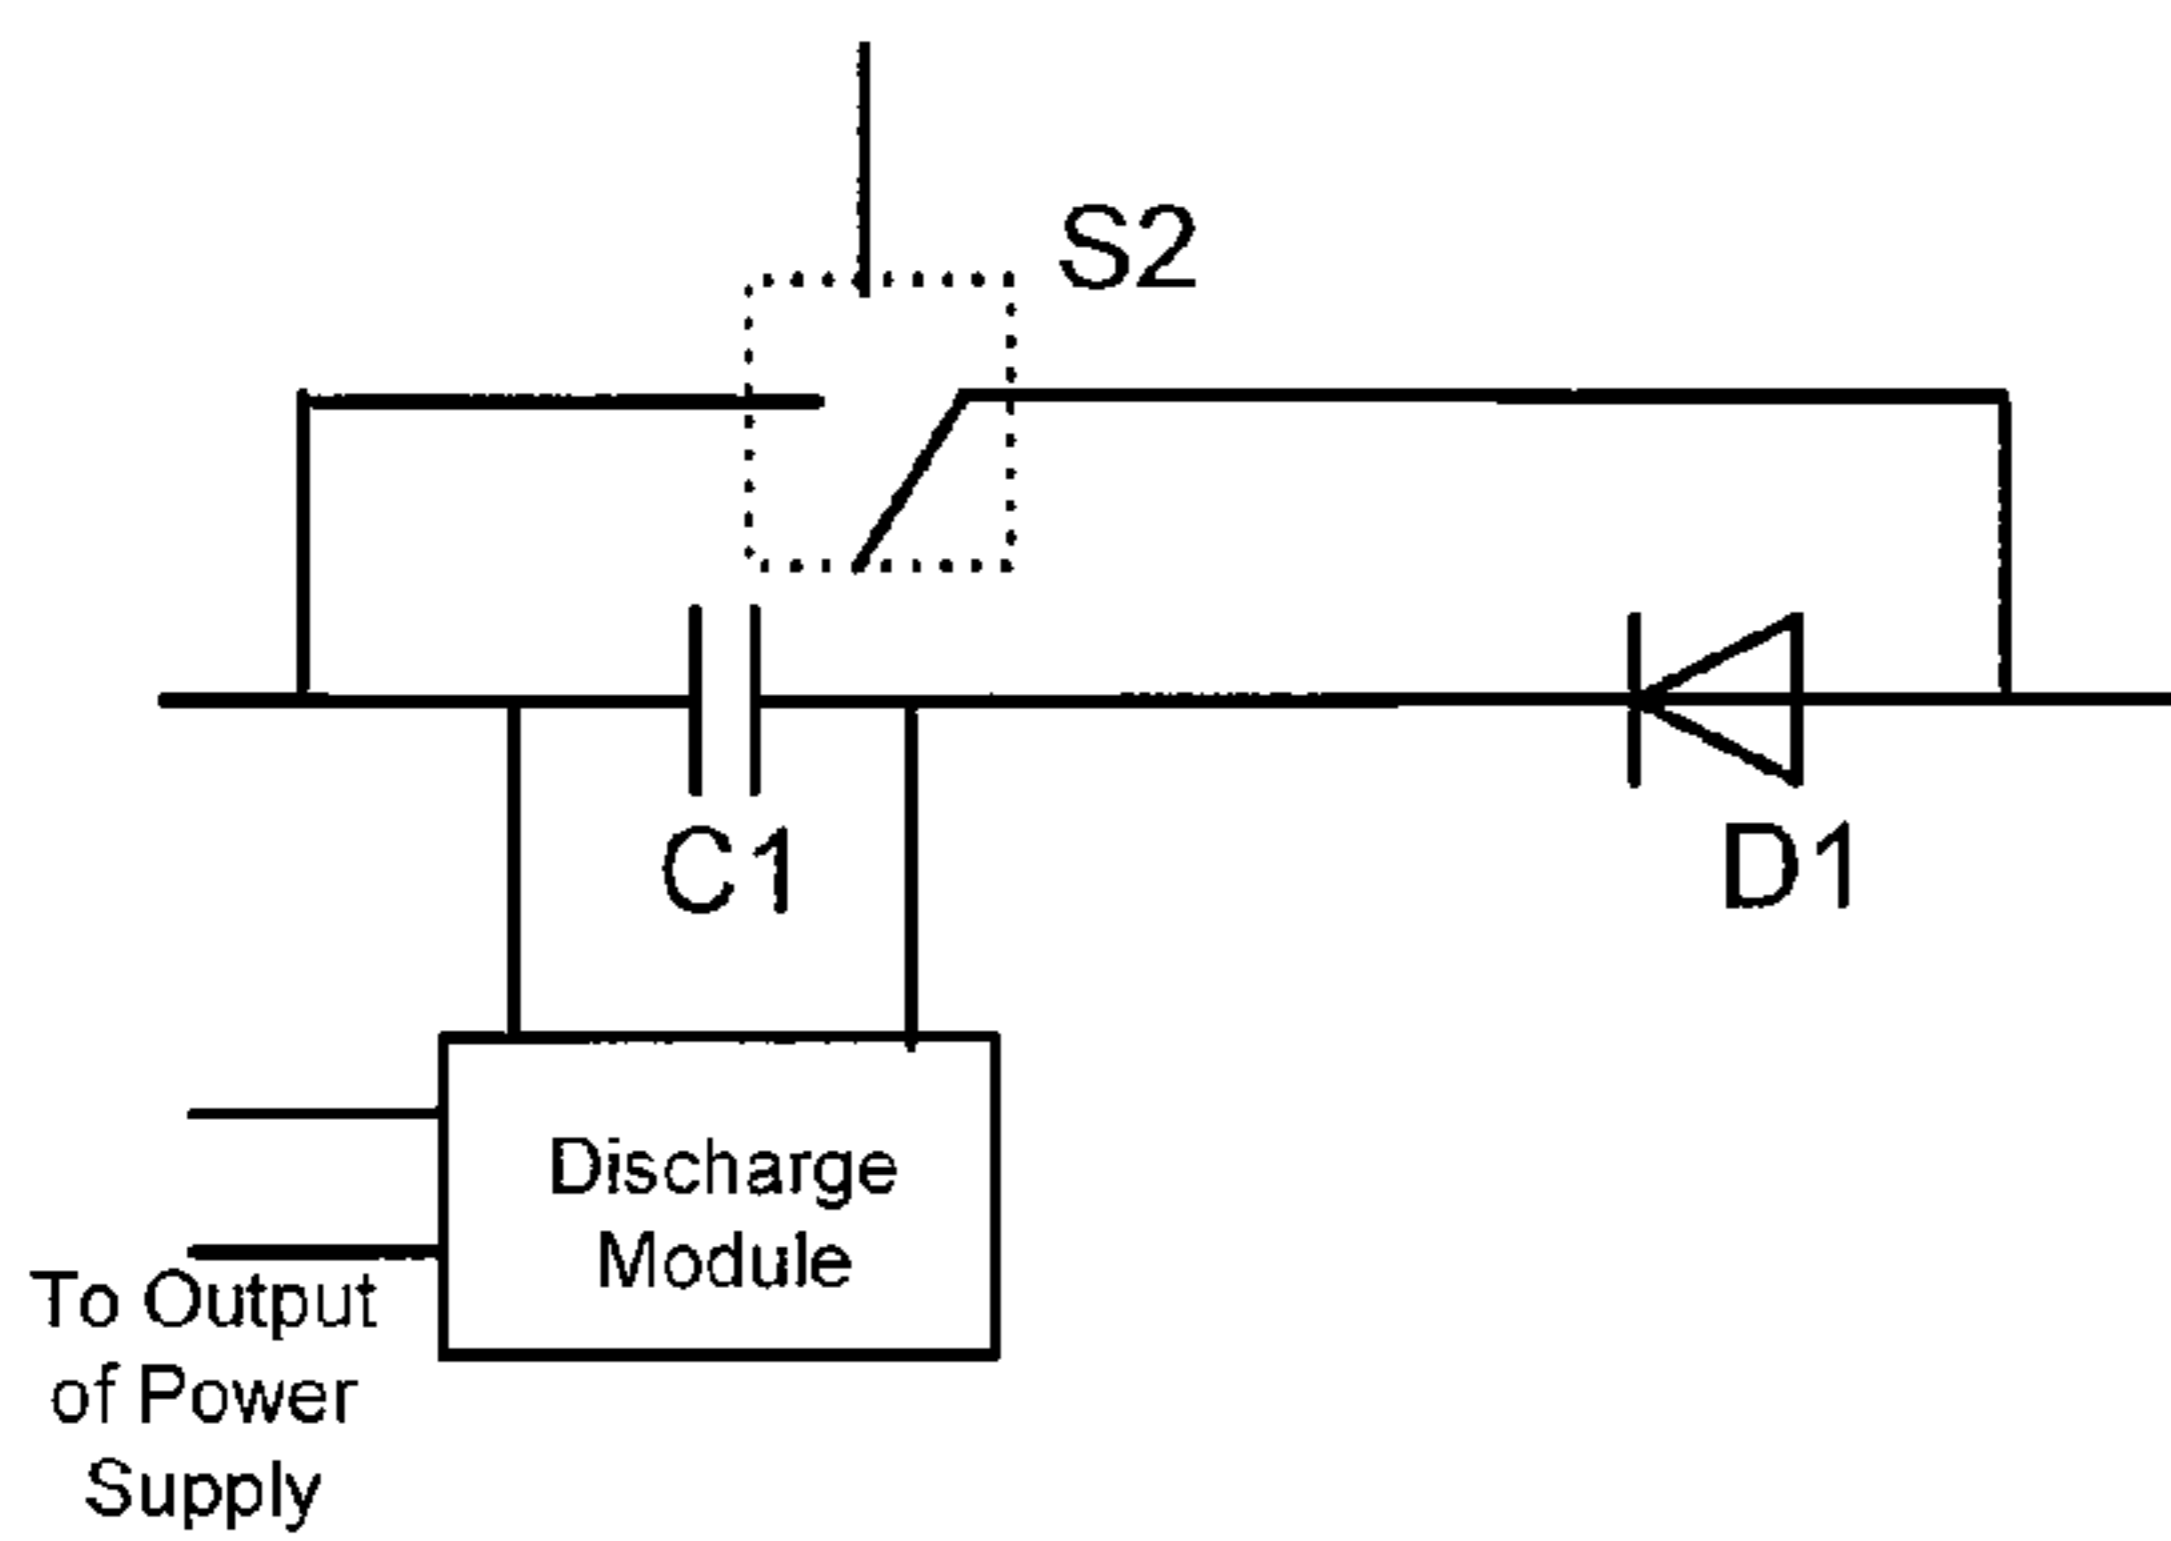 S2
C1
D1
Discharge
Module
To Output
of Power
Supply